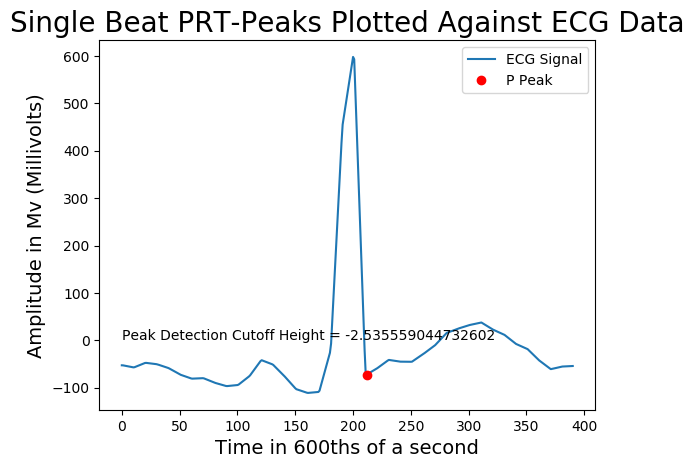 Single Beat PRT-Peaks Plotted Against ECG Data
ECG Signal
P Peak
600
500
400
300
200
100
0
−100
Amplitude in Mv (Millivolts)
Peak Detection Cutoff Height = -2.535559044732602
0 50 100 150 200 250 300 350 400
Time in 600ths of a second